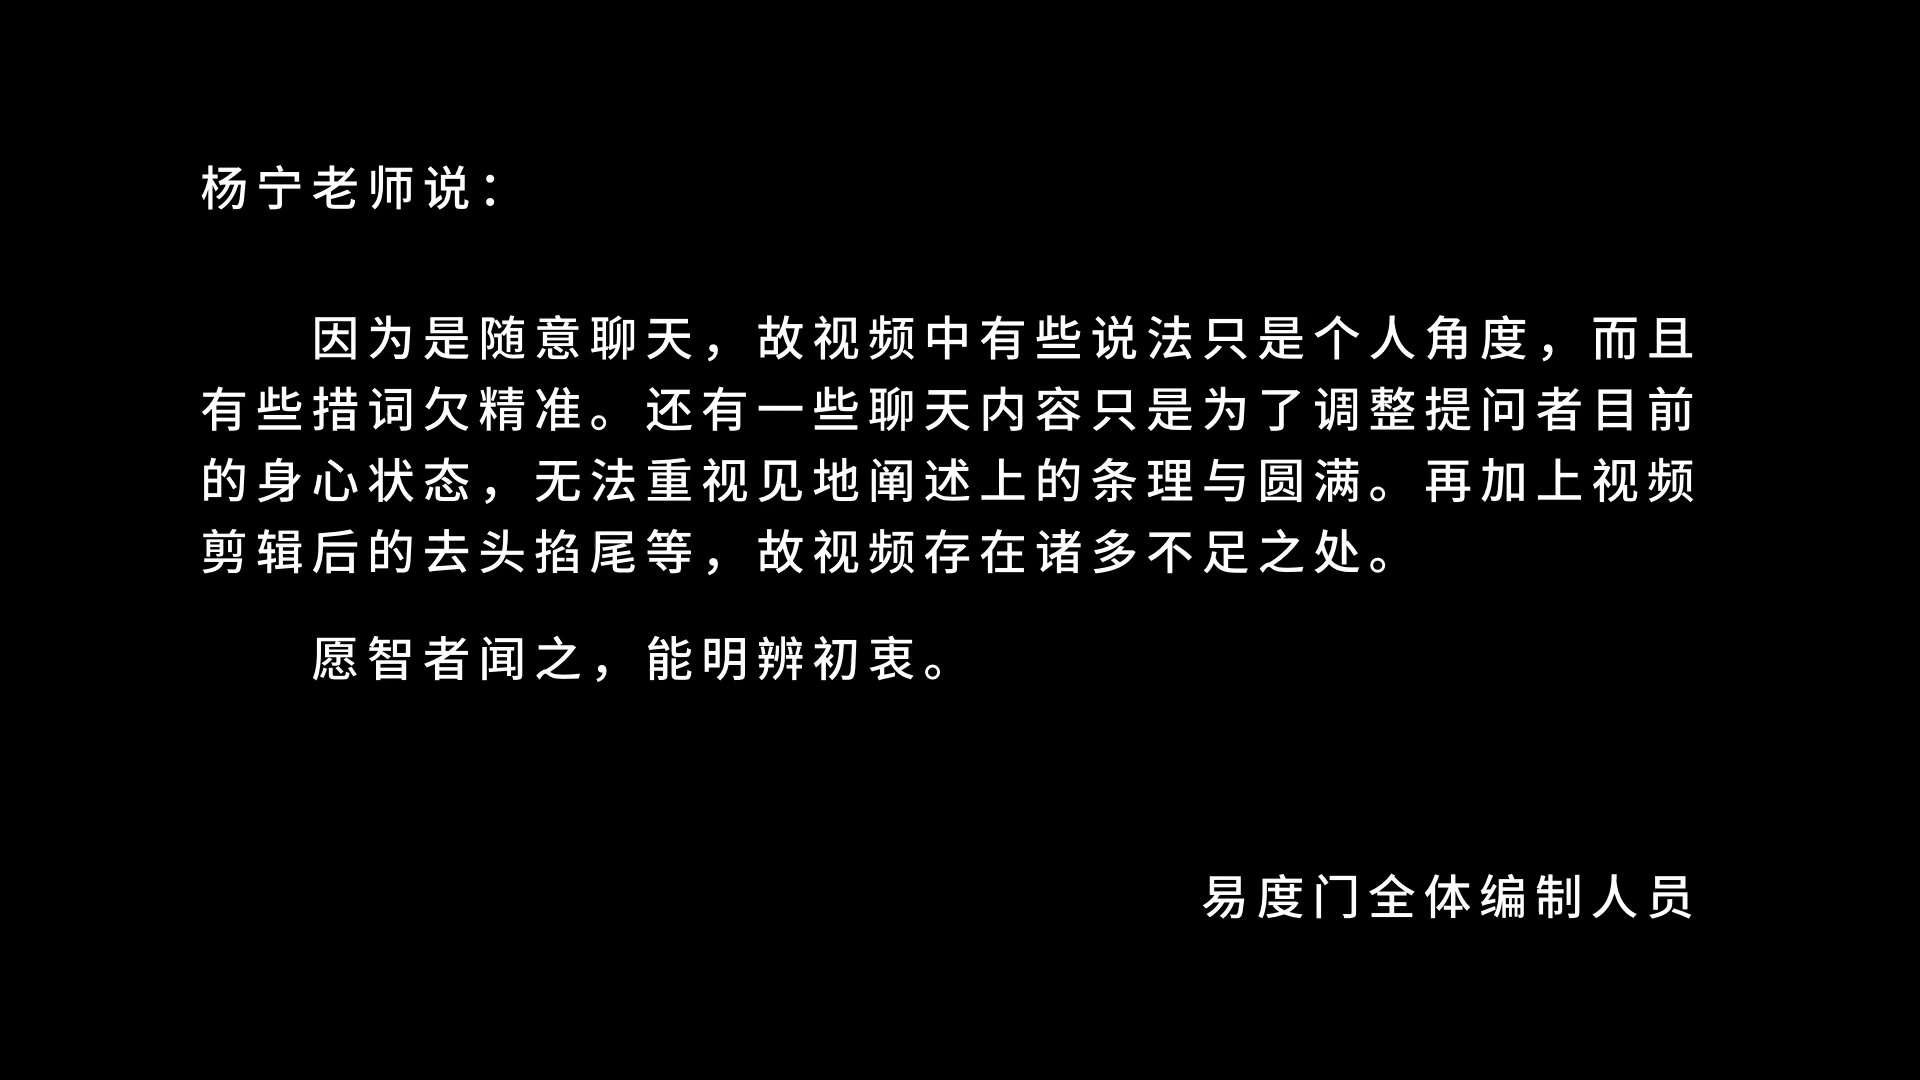 杨宁老师说：
因为是随意聊天，故视频中有些说法只是个人角度，而且
有些措词欠精准。还有一些聊天内容只是为了调整提问者目前
的身心状态，无法重视见地阐述上的条理与圆满。再加上视频
剪辑后的去头掐尾等，故视频存在诸多不足之处。
愿智者闻之，能明辨初衷。
易度门全体编制人员